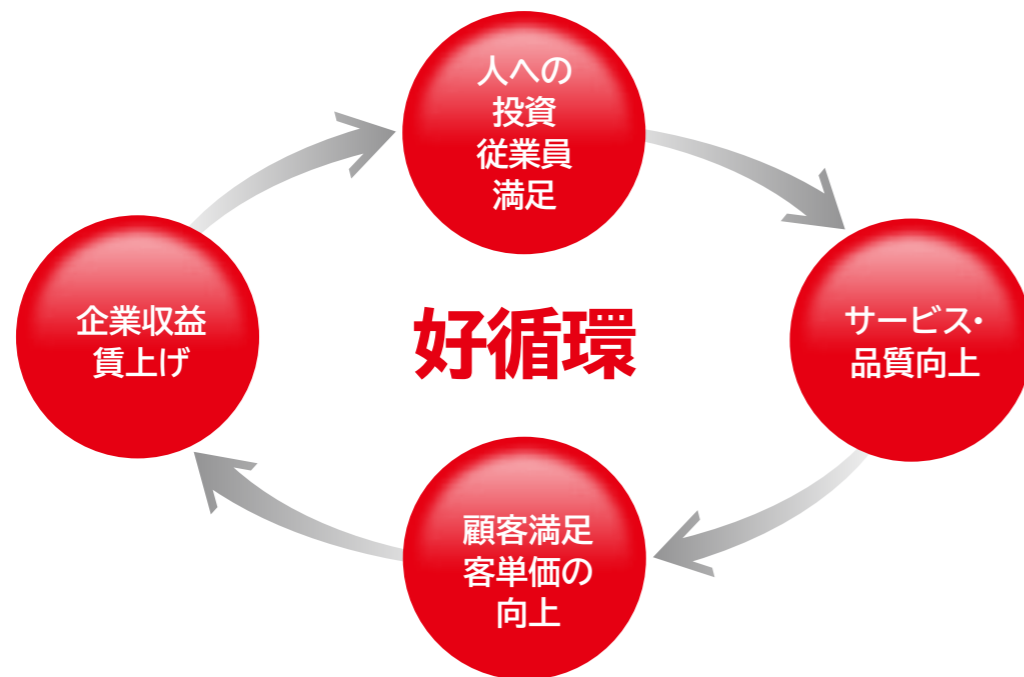 人への
投資
従業員
満足
企業収益
賃上げ
好循環
サービス・
品質向上
顧客満足
客単価の
向上